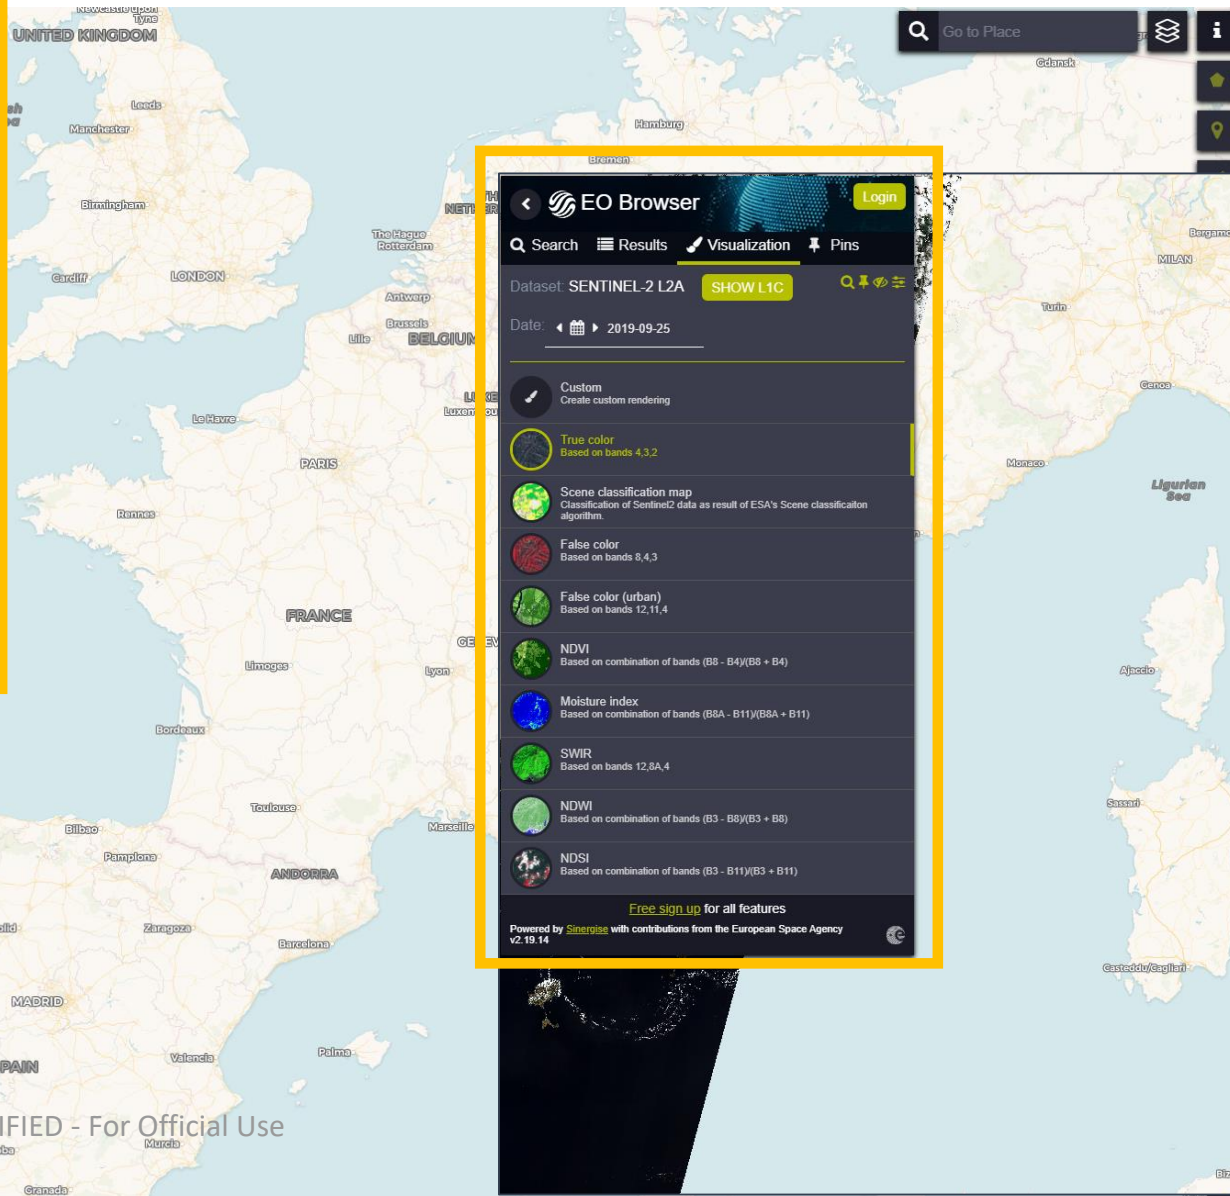 Newcastle upon
Tyne
UNITED KINGDOM
Go to Place
Gdansk
Leeds
Manchester
Hamburg
Bremen
Birmingham
The Hague
Rotterdam
Cardiff
LONDON
Antwerp
Brussels
Lille
BELGIUM
Le Havre
PARIS
Rennes
FRANCE
Limoges
Lyon
Bordeaux
Toulouse
Marseille
Bilbao
Pamplona
ANDORRA
Zaragoza
Barcelona
MADRID
Valencia
Palma
Murcia
Granada
EO Browser
Login
Search Results Visualization Pins
Dataset: SENTINEL-2 L2A SHOW L1C
Date: 2019-09-25
Custom
Create custom rendering
True color
Based on bands 4,3,2
Scene classification map
Classification of Sentinel2 data as result of ESA's Scene classificaiton
algorithm.
False color
Based on bands 8,4,3
False color (urban)
Based on bands 12,11,4
NDVI
Based on combination of bands (B8 - B4)/(B8 + B4)
Moisture index
Based on combination of bands (B8A - B11)/(B8A + B11)
SWIR
Based on bands 12,8A,4
NDWI
Based on combination of bands (B3 - B8)/(B3 + B8)
NDSI
Based on combination of bands (B3 - B11)/(B3 + B11)
Free sign up for all features
Powered by Sinergise with contributions from the European Space Agency
v2.19.14
Bergamo
MILAN
Turin
Genoa
Monaco
Ligurian
Sea
Ajaccio
Sassari
Casteddu/Cagliari
IFIED - For Official Use